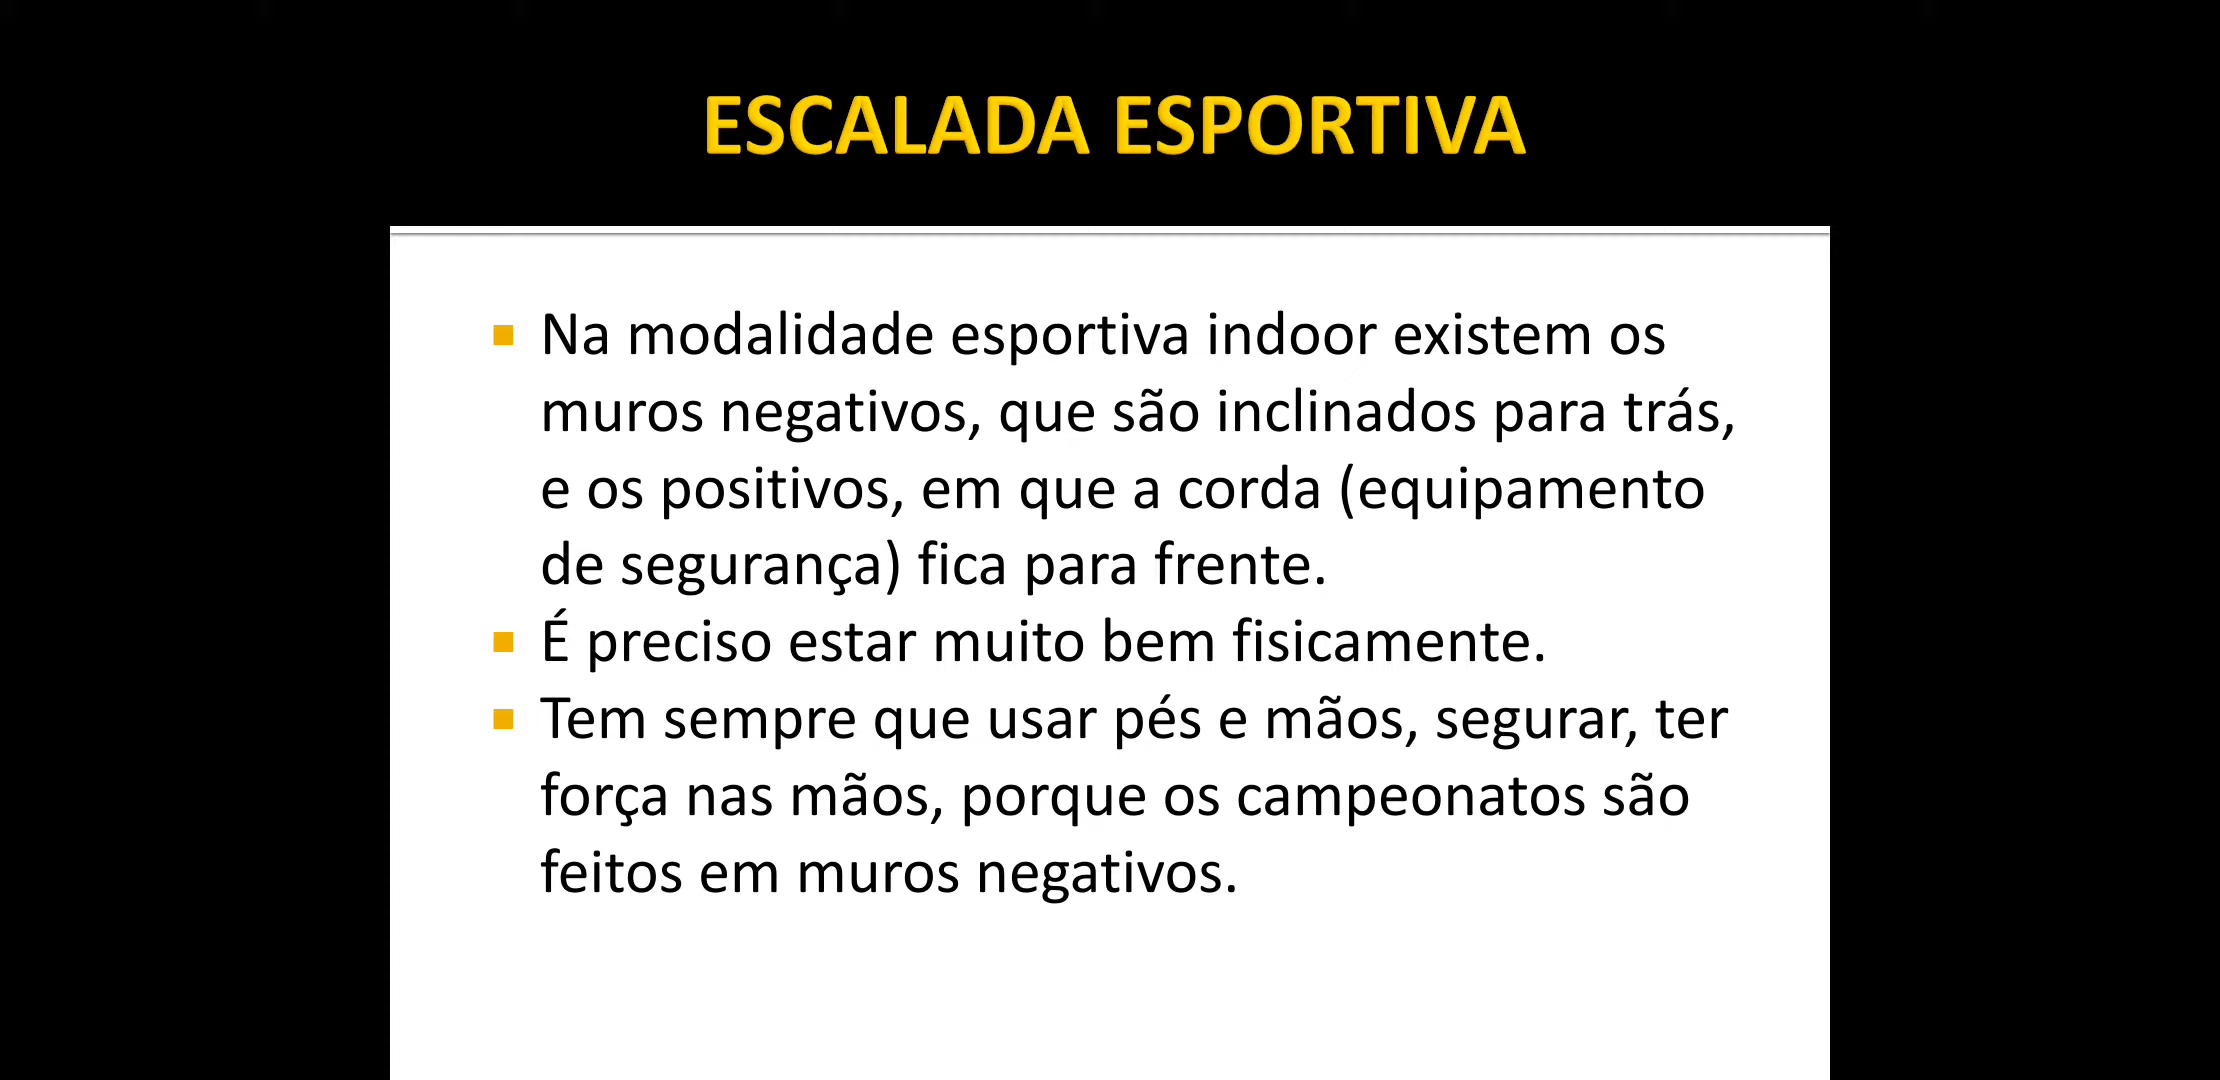 ESCALADA ESPORTIVA
Na modalidade esportiva indoor existem os
muros negativos, que são inclinados para trás,
e os positivos, em que a corda (equipamento
de segurança) fica para frente.
É preciso estar muito bem fisicamente.
Tem sempre que usar pés e mãos, segurar, ter
força nas mãos, porque os campeonatos são
feitos em muros negativos.